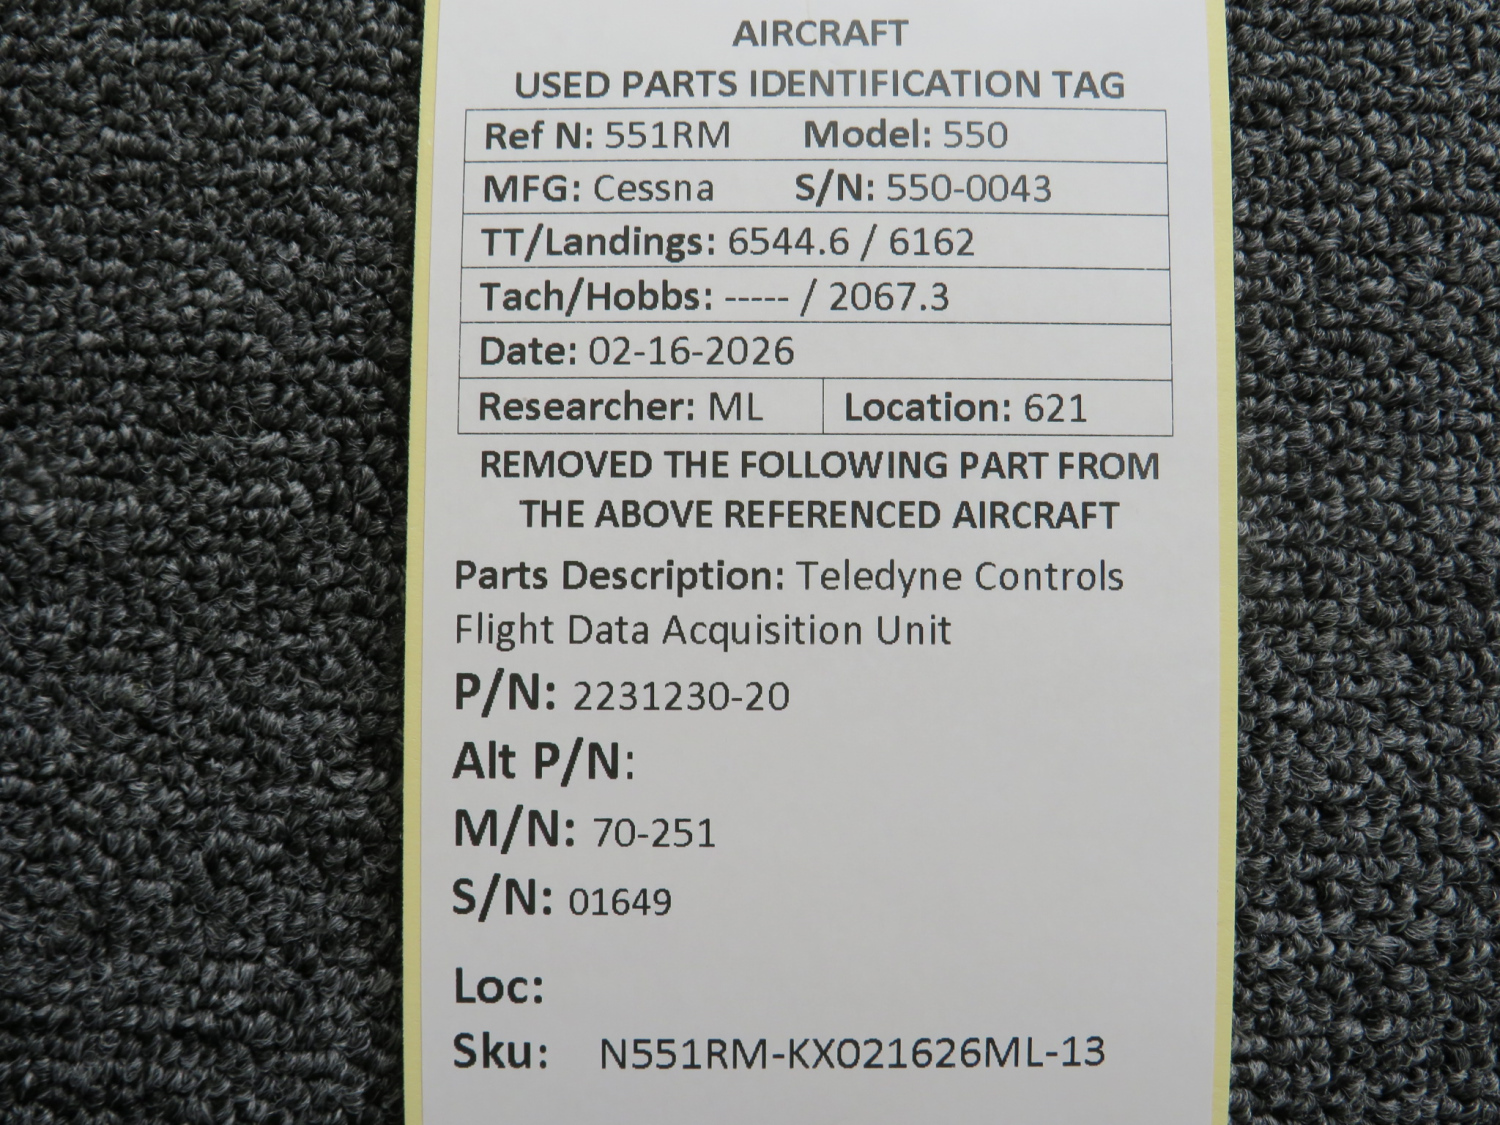 AIRCRAFT
USED PARTS IDENTIFICATION TAG
Ref N: 551RM Model: 550
MFG: Cessna S/N: 550-0043
TT/Landings: 6544.6 / 6162
Tach/Hobbs: ----- / 2067.3
Date: 02-16-2026
Researcher: ML Location: 621
REMOVED THE FOLLOWING PART FROM
THE ABOVE REFERENCED AIRCRAFT
Parts Description: Teledyne Controls
Flight Data Acquisition Unit
P/N: 2231230-20
Alt P/N:
M/N: 70-251
S/N: 01649
Loc:
Sku: N551RM-KX021626ML-13